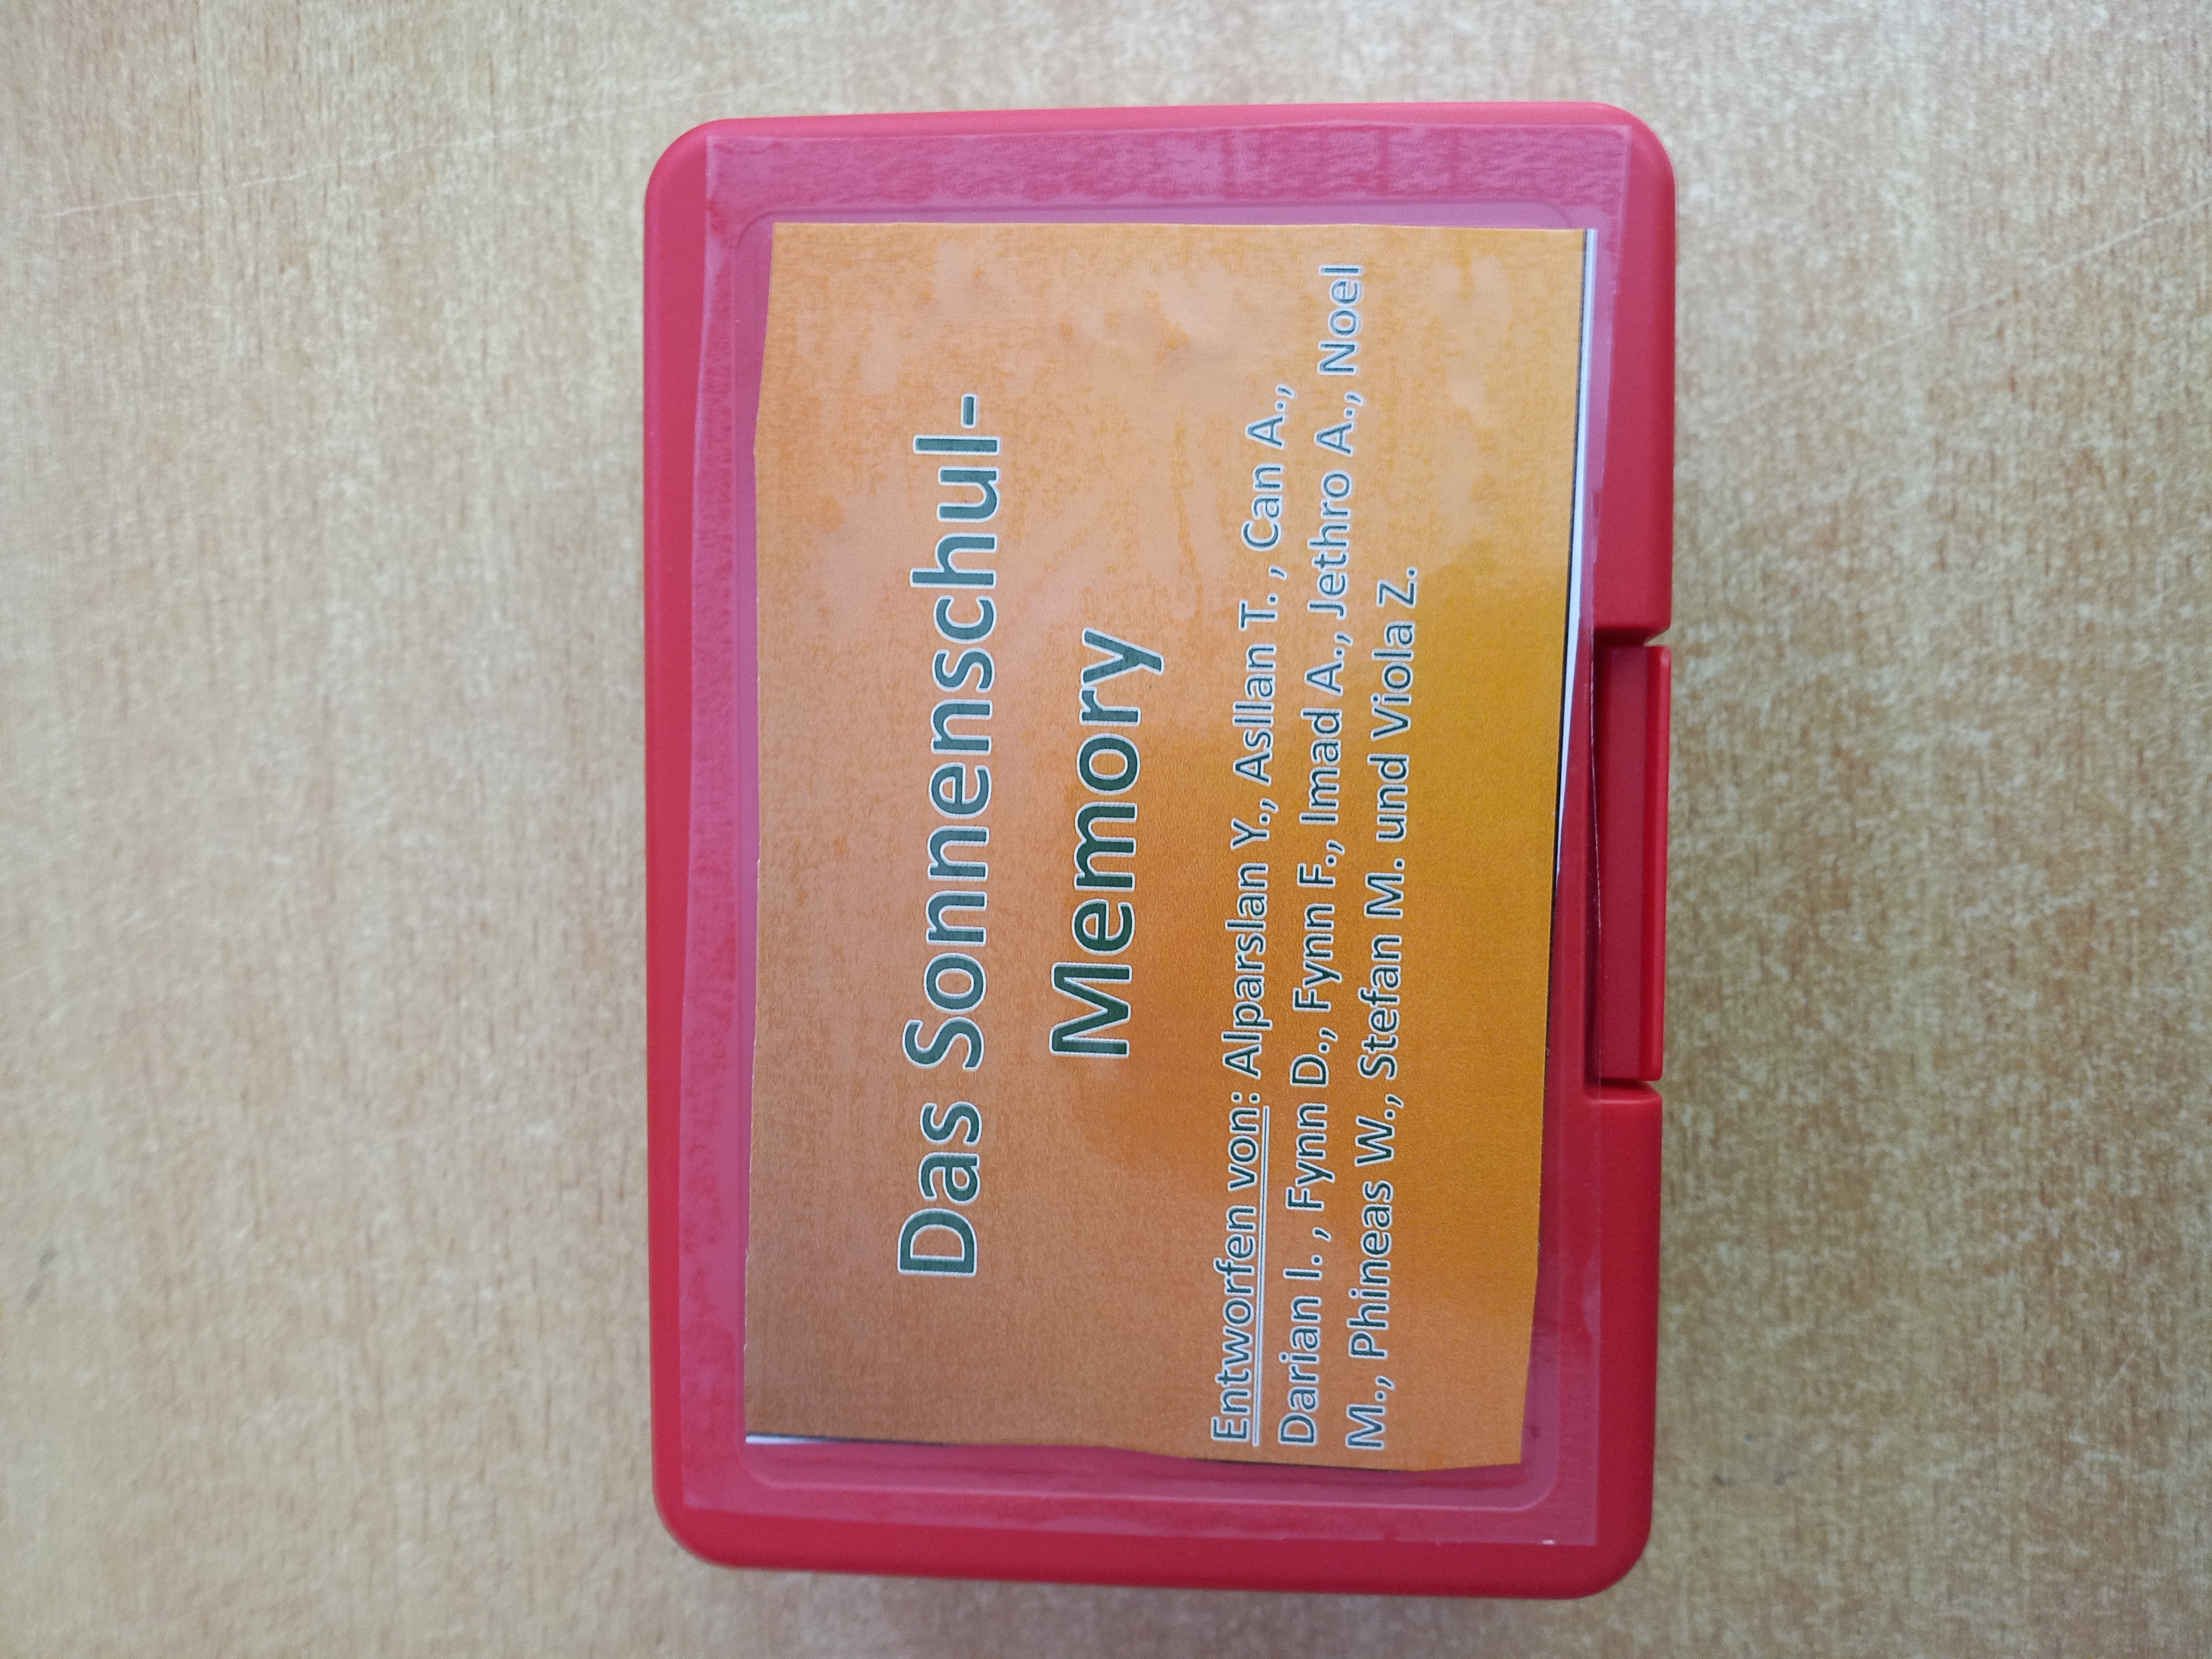 Das Sonnenschul-
Memory
Entworfen von: Alparslan Y., Asllan T. , Can A.,
Darian I. , Fynn D., Fynn F., Imad A., Jethro A., Noel
M., Phineas W., Stefan M. und Viola Z.